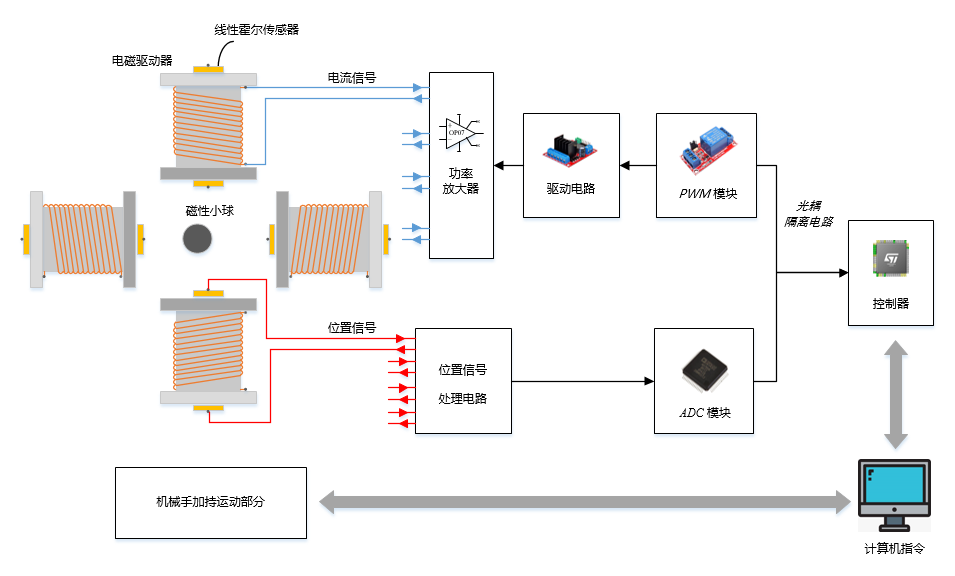 线性霍尔传感器
电磁驱动器
电流信号
OP07
功率
放大器
驱动电路
PWM 模块
光耦
隔离电路
磁性小球
控制器
位置信号
位置信号
处理电路
ADC 模块
机械手加持运动部分
计算机指令